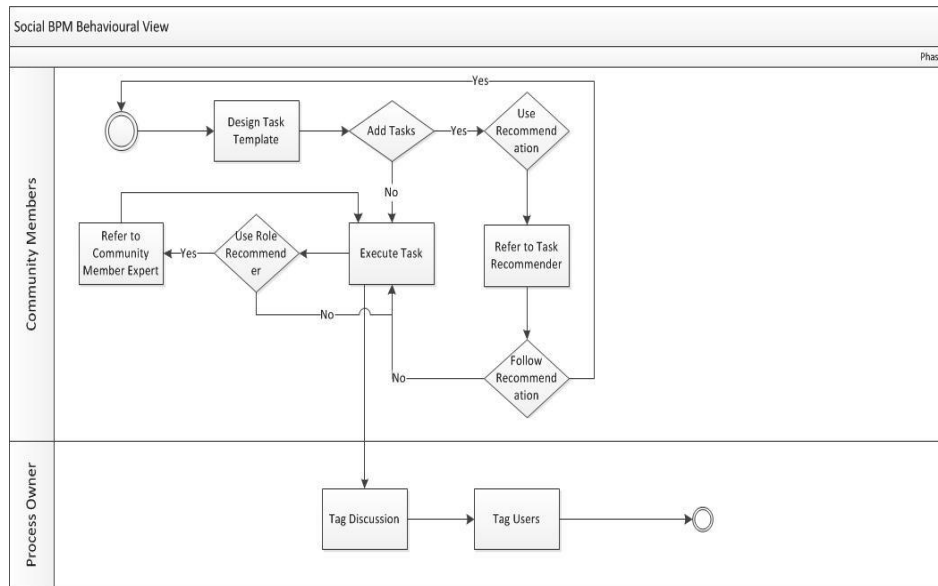 Social BPM Behavioural View
Phas
Community Members
Yes
Design Task
Template
Add Tasks
Yes
Use
Recommend
ation
No
Refer to
Community
Member Expert
Yes
Use Role
Recommend
er
Execute Task
Refer to Task
Recommender
No
No
Follow
Recommend
ation
Process Owner
Tag Discussion
Tag Users